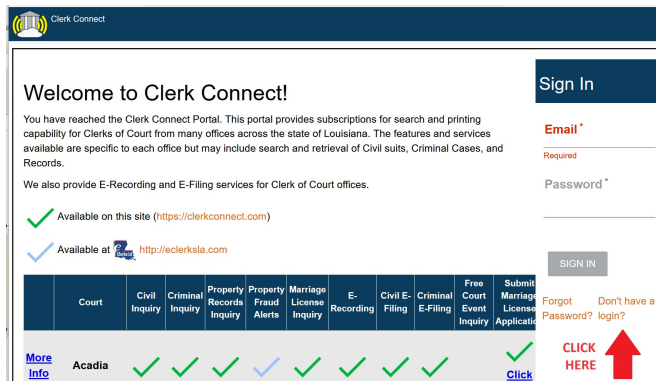 Clerk Connect
Welcome to Clerk Connect!
You have reached the Clerk Connect Portal. This portal provides subscriptions for search and printing
capability for Clerks of Court from many offices across the state of Louisiana. The features and services
available are specific to each office but may include search and retrieval of Civil suits, Criminal Cases, and
Records.
We also provide E-Recording and E-Filing services for Clerk of Court offices.
Available on this site (https://clerkconnect.com)
Available at http://eclerksla.com
Court
Civil
Inquiry
Criminal
Inquiry
Property
Records
Inquiry
Property
Fraud
Alerts
Marriage
License
Inquiry
E-
Recording
Civil E-
Filing
Criminal
E-Filing
Free
Court
Event
Inquiry
Submit
Marriage
License
Applicatio
More
Info
Acadia
Click
Sign In
Email *
Required
Password *
SIGN IN
Forgot
Password?
Don't have a
login?
CLICK
HERE